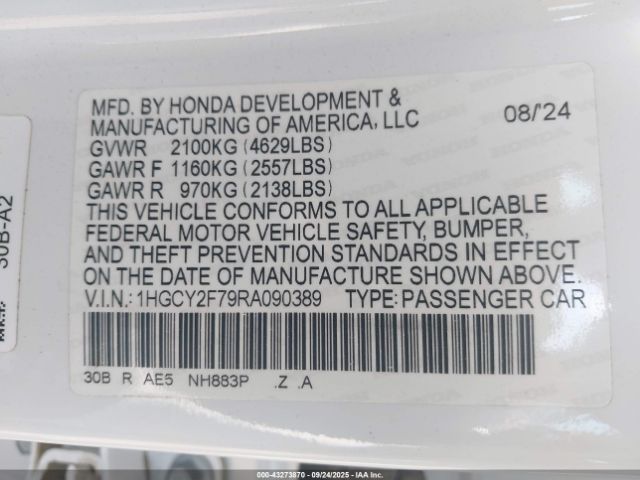 MFD. BY HONDA DEVELOPMENT &
MANUFACTURING OF AMERICA, LLC 08/'24
GVWR 2100KG (4629LBS)
GAWR F 1160KG (2557LBS)
GAWR R 970KG (2138LBS)
THIS VEHICLE CONFORMS TO ALL APPLICABLE
FEDERAL MOTOR VEHICLE SAFETY, BUMPER,
AND THEFT PREVENTION STANDARDS IN EFFECT
ON THE DATE OF MANUFACTURE SHOWN ABOVE.
V.I.N.: 1HGCY2F79RA090389 TYPE: PASSENGER CAR
30B R AE5 NH883P .Z .A
30B-A2
000-43273870 - 09/24/2025 - IAA Inc.